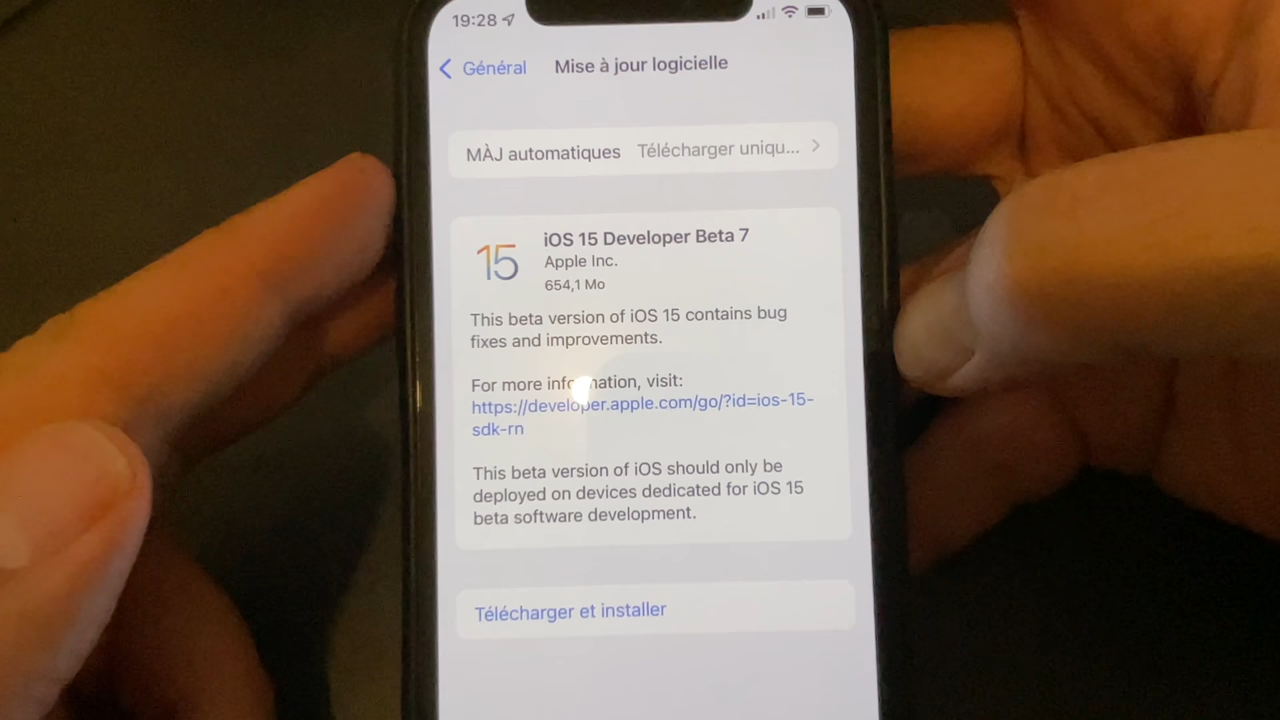 19:28
Général Mise à jour logicielle
MÀJ automatiques Télécharger uniqu...
15
iOS 15 Developer Beta 7
Apple Inc.
654,1 Mo
This beta version of iOS 15 contains bug
fixes and improvements.
For more visit:
https://developer.apple.com/go/?id=ios-15-
sdk-rn
This beta version of iOS should only be
deployed on devices dedicated for iOS 15
beta software development.
Télécharger et installer